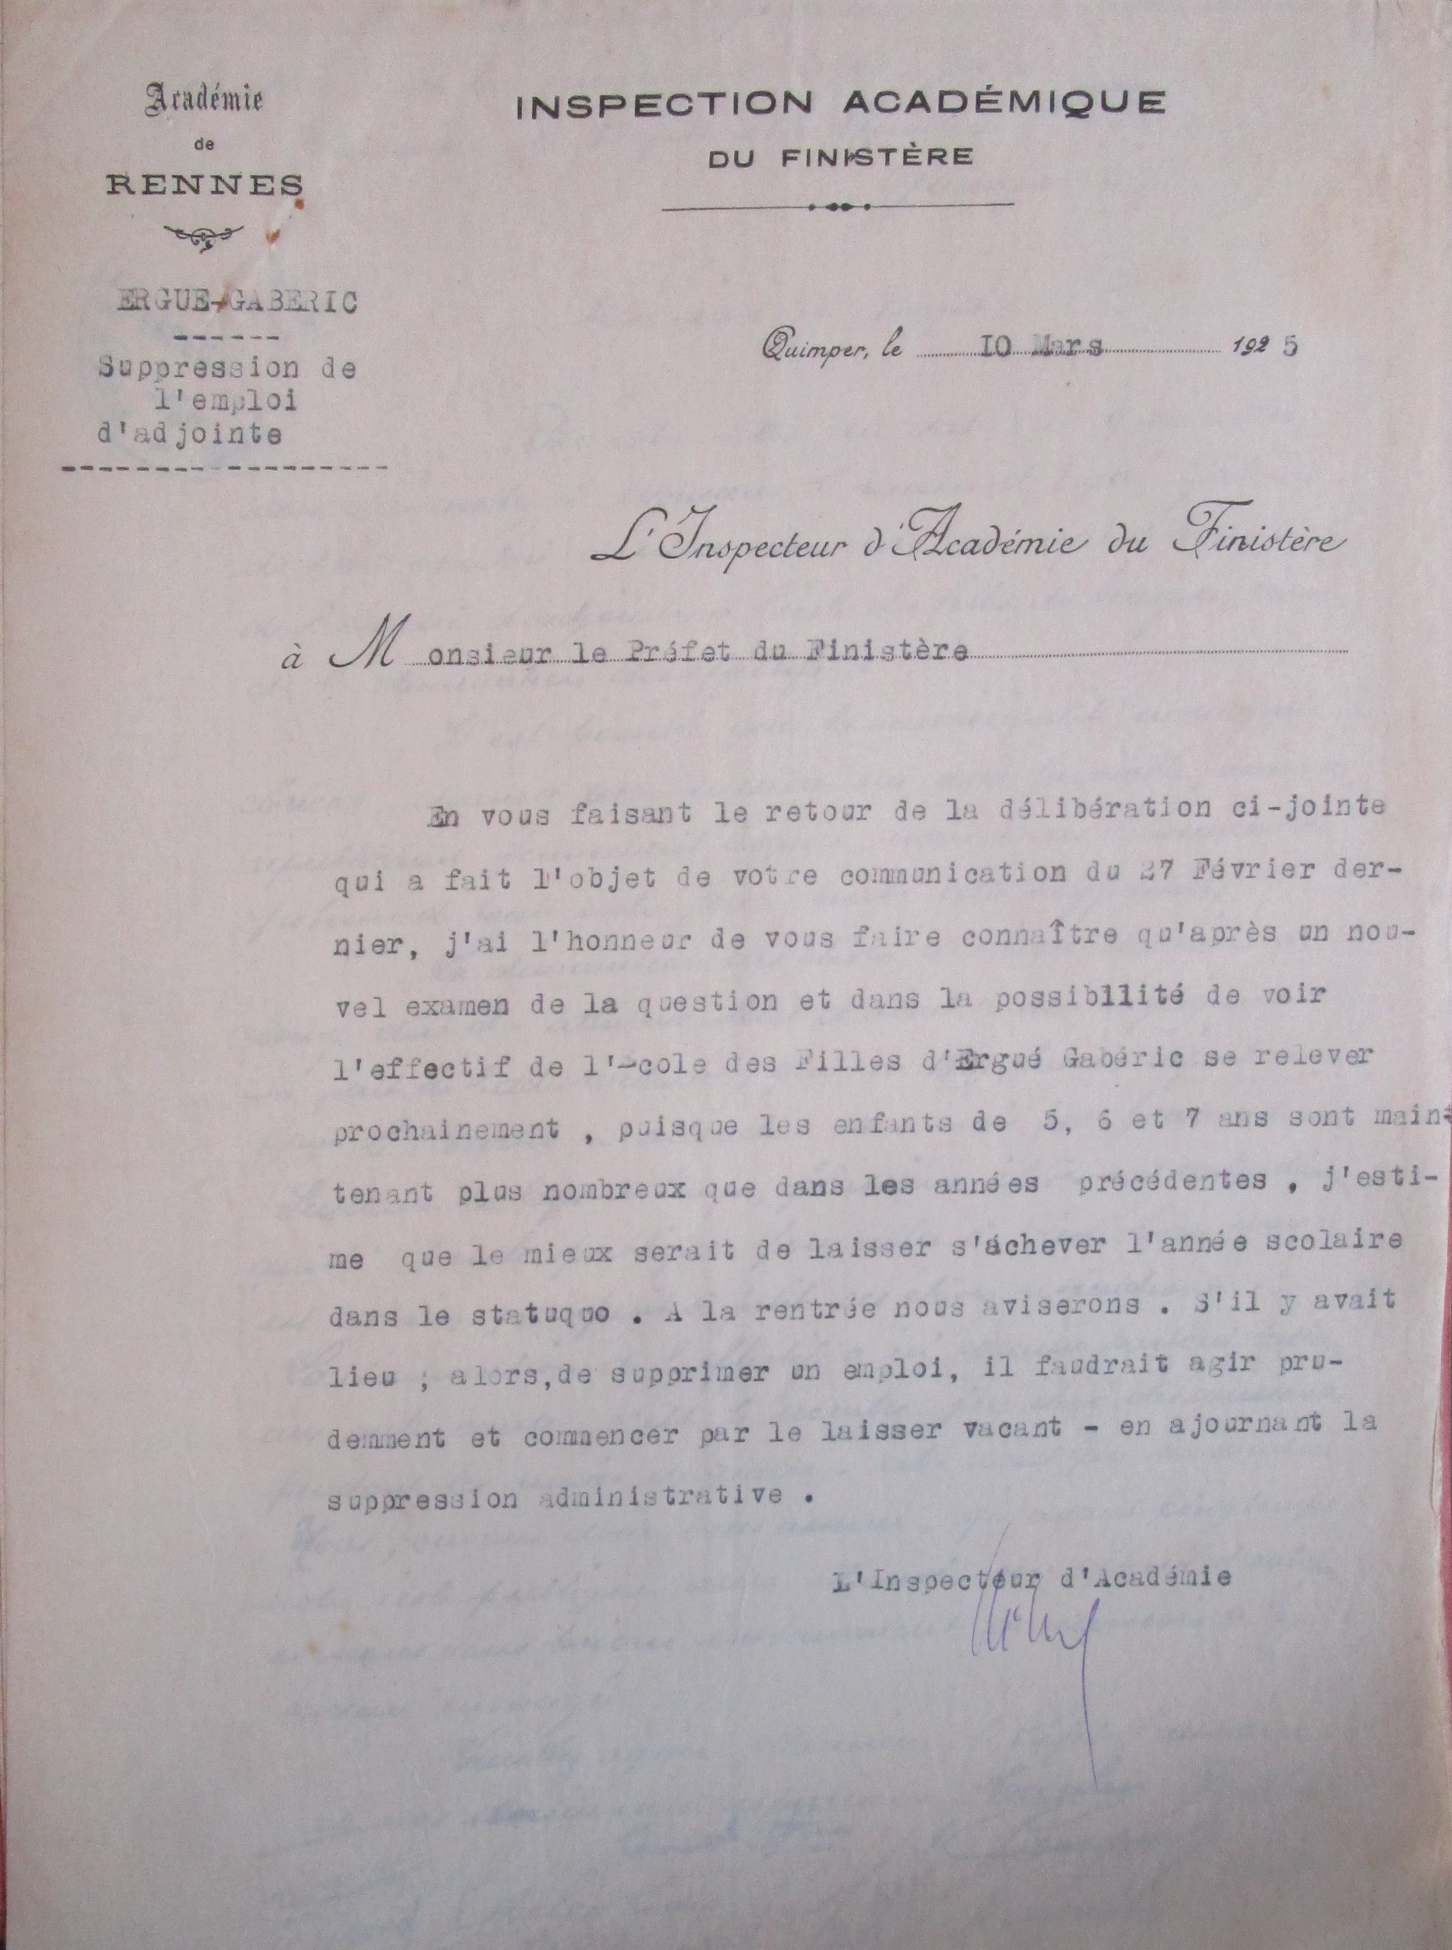 Académie
de
RENNES
ERGUE-GABERIC
------
Suppression de
l'emploi
d'adjointe
-------------------
INSPECTION ACADÉMIQUE
DU FINISTÈRE
Quimper, le 10 Mars 1925
L'Inspecteur d'Académie du Finistère
à Monsieur le Préfet du Finistère
En vous faisant le retour de la délibération ci-jointe
qui a fait l'objet de votre communication du 27 Février der-
nier, j'ai l'honneur de vous faire connaître qu'après un nou-
vel examen de la question et dans la possibllité de voir
l'effectif de l'-cole des Filles d'Ergué Gabéric se relever
prochainement , puisque les enfants de 5, 6 et 7 ans sont main-
tenant plus nombreux que dans les années précédentes , j'esti-
me que le mieux serait de laisser s'achever l'année scolaire
dans le statuquo . A la rentrée nous aviserons . S'il y avait
lieu ; alors,de supprimer un emploi, il faudrait agir pru-
demment et commencer par le laisser vacant - en ajournant la
suppression administrative .
L'Inspecteur d'Académie